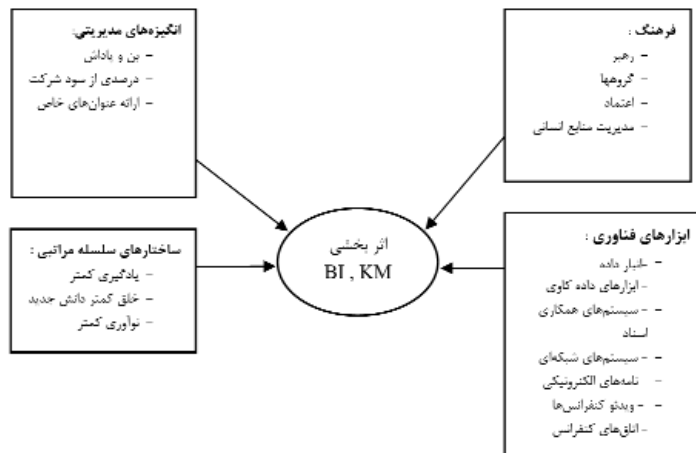 فرهنگ :
– رهبر
– گروهها
– اعتماد
– مدیریت منابع انسانی
انگیزه‌های مدیریتی:
– بن و پاداش
– درصدی از سود شرکت
– ارائه عنوان‌های خاص
اثر بخشی
BI , KM
ابزارهای فناوری :
– -انبار داده
-ابزارهای داده کاوی
– -سیستم‌های همکاری
اسناد
– -سیستم‌های شبکه‌ای
– نامه‌های الکترونیکی
– - ویدئو کنفرانس‌ها
– -اتاق‌های کنفرانس
ساختارهای سلسله مراتبی :
– یادگیری کمتر
– خلق کمتر دانش جدید
– نوآوری کمتر